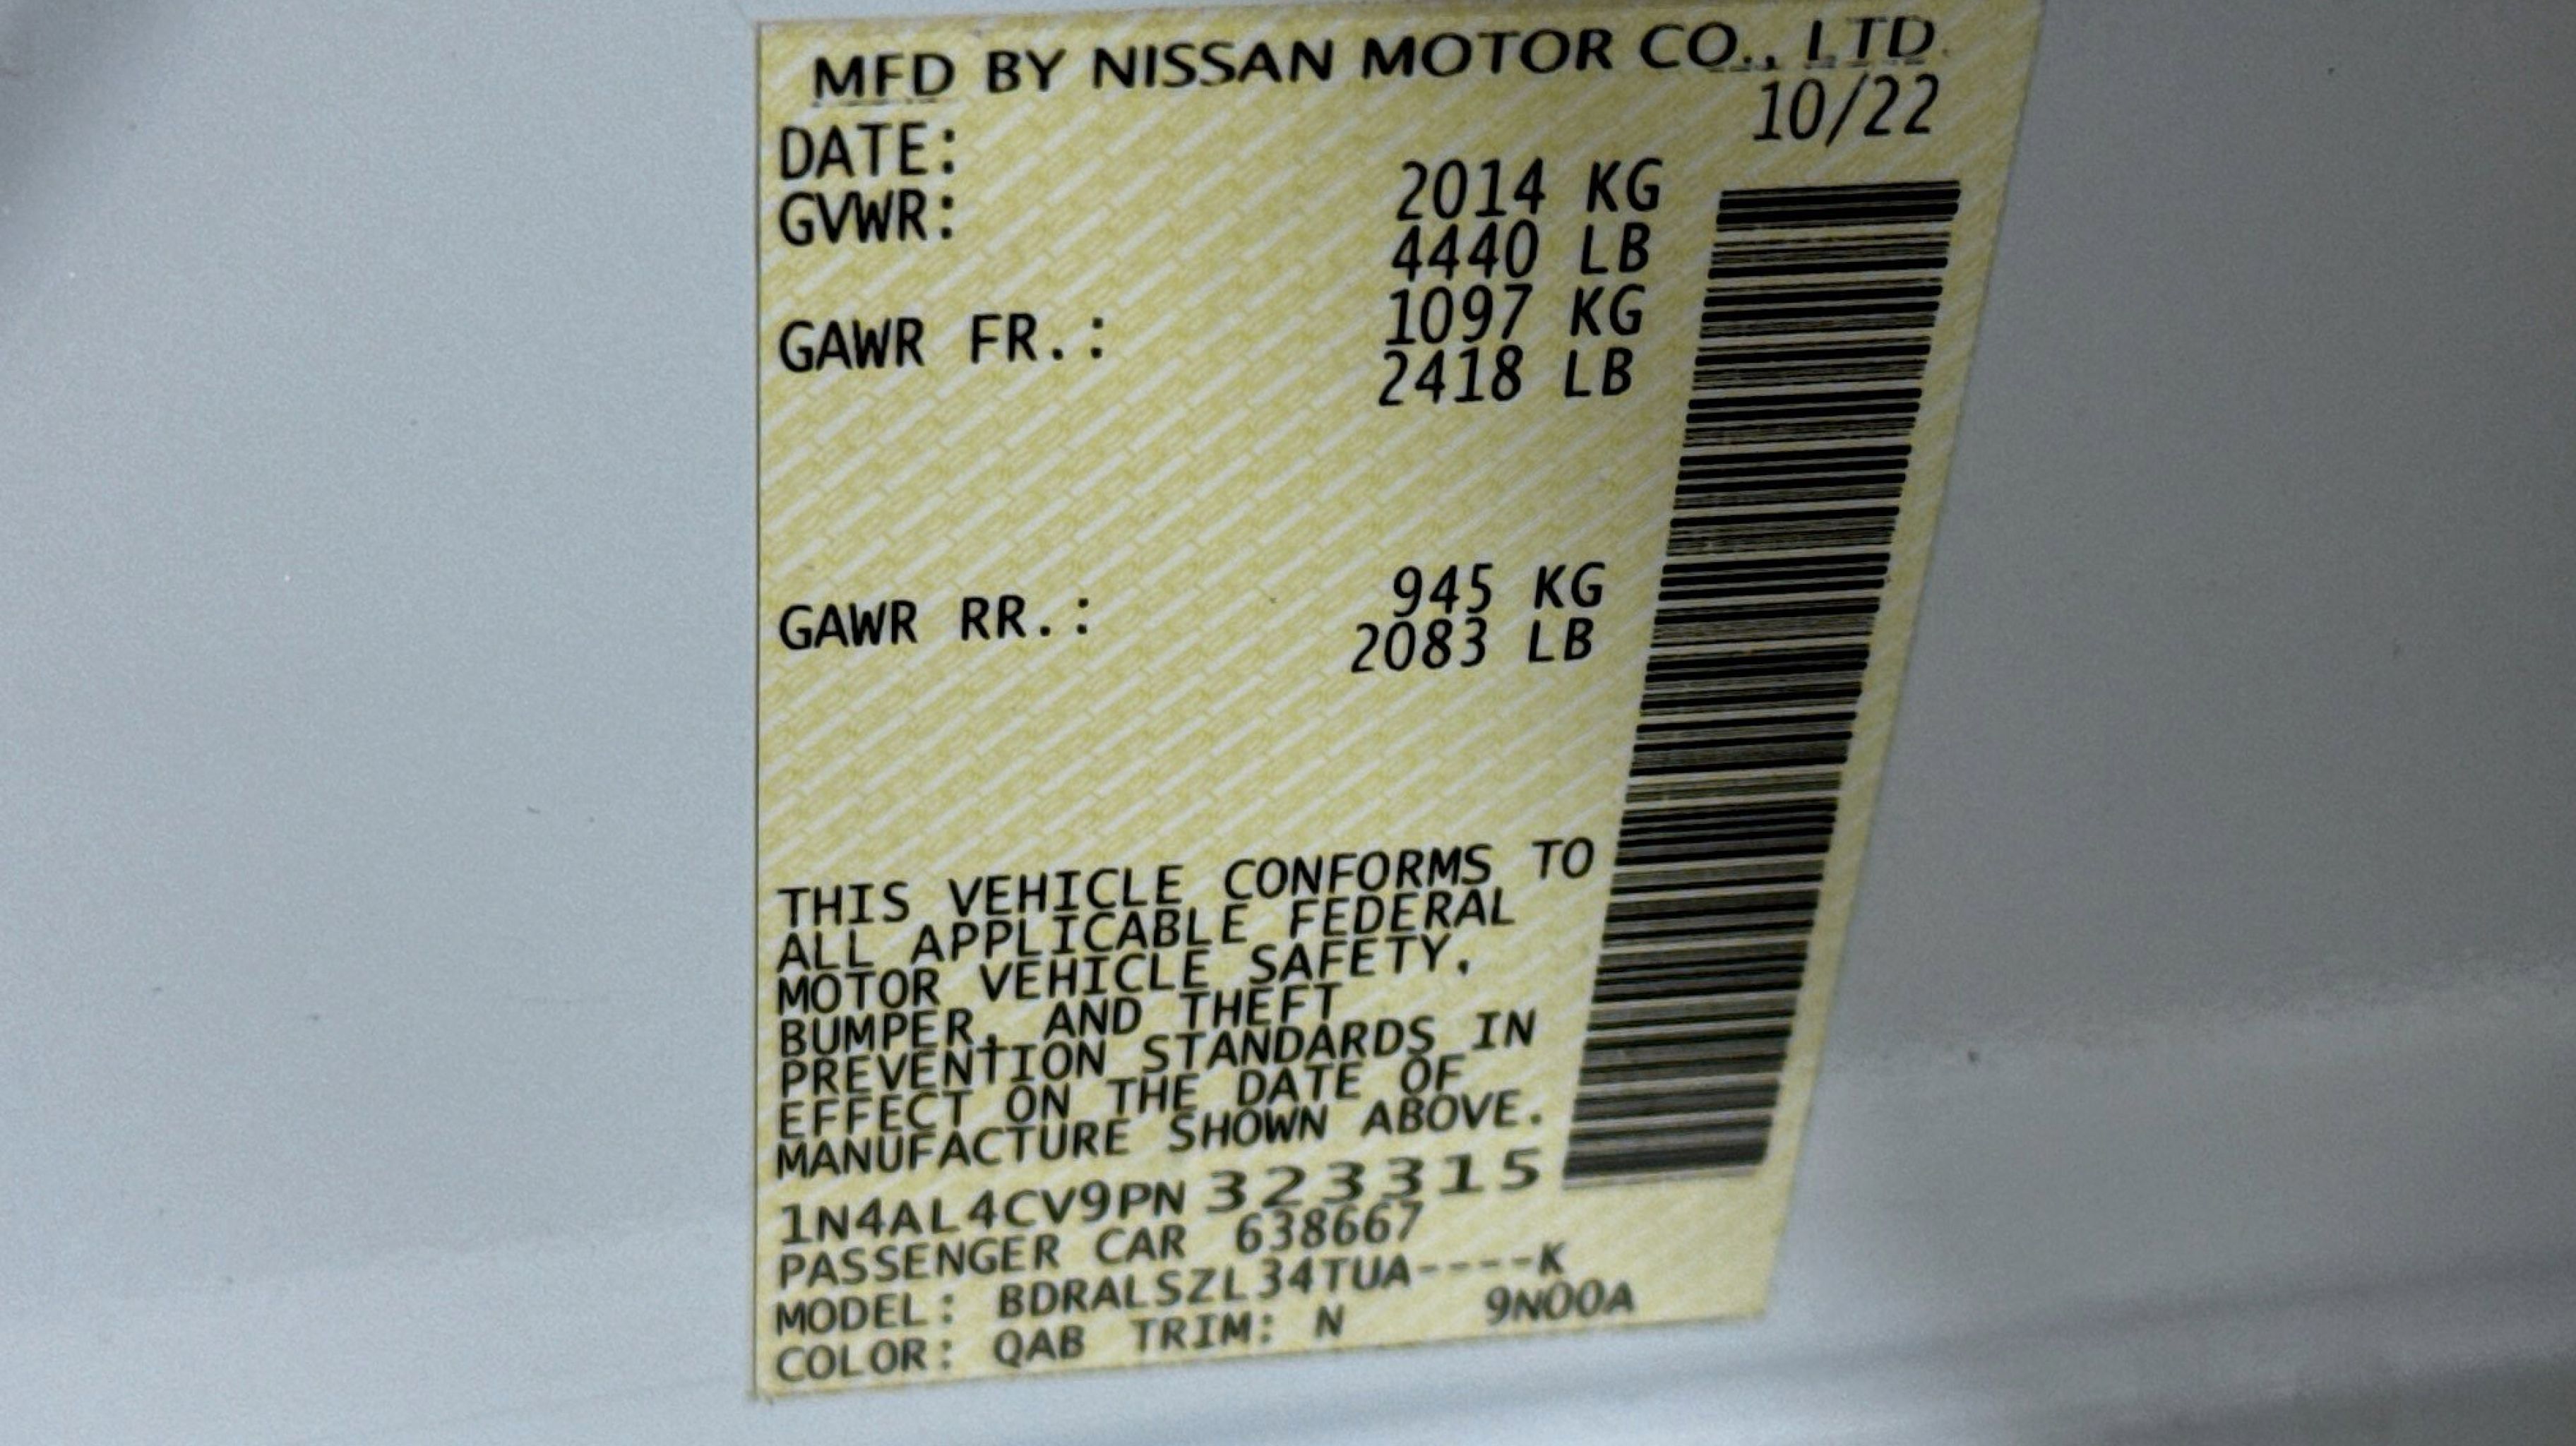 MFD BY NISSAN MOTOR CO., LTD.
DATE: 10/22
GVWR: 2014 KG
4440 LB
GAWR FR.: 1097 KG
2418 LB
GAWR RR.: 945 KG
2083 LB
THIS VEHICLE CONFORMS TO
ALL APPLICABLE FEDERAL
MOTOR VEHICLE SAFETY,
BUMPER, AND THEFT
PREVENTION STANDARDS IN
EFFECT ON THE DATE OF
MANUFACTURE SHOWN ABOVE.
1N4AL4CV9PN 323315
PASSENGER CAR 638667
MODEL: BDRALSZL34TUA----K
COLOR: QAB TRIM: N 9N00A